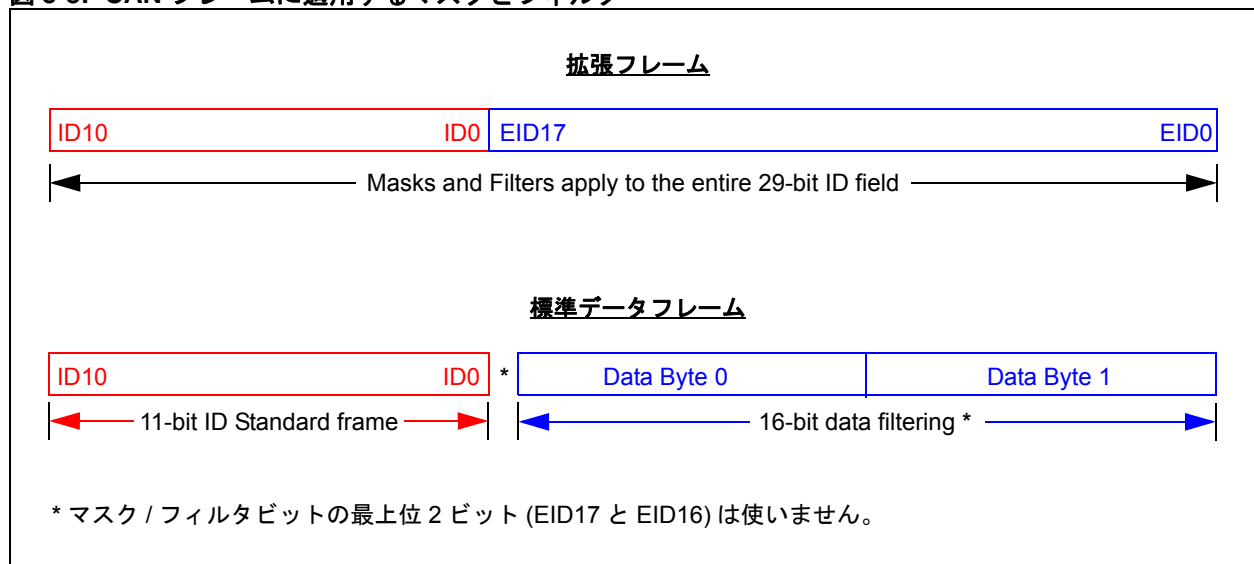 拡張フレーム
ID10 ID0 EID17 EID0
Masks and Filters apply to the entire 29-bit ID field
標準データフレーム
ID10 ID0 * Data Byte 0 Data Byte 1
11-bit ID Standard frame 16-bit data filtering *
* マスク / フィルタビットの最上位 2 ビット (EID17 と EID16) は使いません。